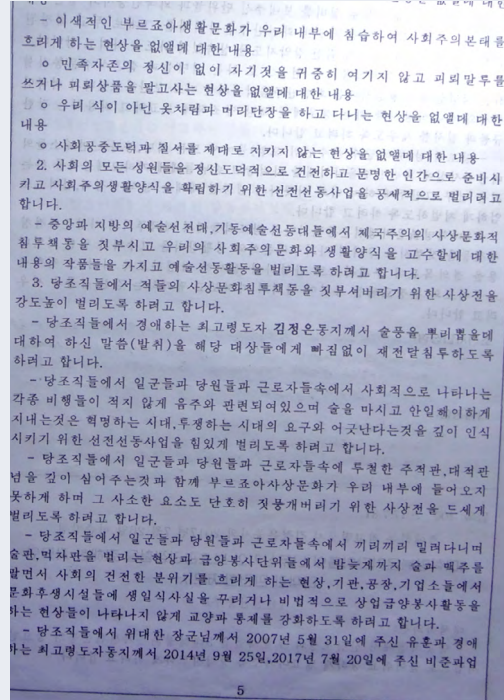 - 이색적인 부르죠아생활문화가 우리 내부에 침습하여 사회주의본태를
흐리게 하는 현상을 없앨데 대한 내용
○ 민족자존의 정신이 없이 자기것을 귀중히 여기지 않고 괴뢰말투를
쓰거나 괴뢰상품을 팔고사는 현상을 없앨데 대한 내용
○ 우리 식이 아닌 옷차림과 머리단장을 하고 다니는 현상을 없앨데 대한
내용
○ 사회공중도덕과 질서를 제대로 지키지 않는 현상을 없앨데 대한 내용
2. 사회의 모든 성원들을 정신도덕적으로 건전하고 문명한 인간으로 준비시
키고 사회주의생활양식을 확립하기 위한 선전선동사업을 공세적으로 벌리려고
합니다.
- 중앙과 지방의 예술선전대, 기동예술선동대들에서 제국주의의 사상문화적
침투책동을 짓부시고 우리의 사회주의문화와 생활양식을 고수할데 대한
내용의 작품들을 가지고 예술선동활동을 벌리도록 하려고 합니다.
3. 당조직들에서 적들의 사상문화침투책동을 짓부셔버리기 위한 사상전을
강도높이 벌리도록 하려고 합니다.
- 당조직들에서 경애하는 최고령도자 김정은동지께서 술풍을 뿌리뽑을데
대하여 하신 말씀(발취)을 해당 대상들에게 빠짐없이 재전달침투하도록
하려고 합니다.
- 당조직들에서 일군들과 당원들과 근로자들속에서 사회적으로 나타나는
각종 비행들이 적지 않게 음주와 관련되여있으며 술을 마시고 안일해이하게
지내는것은 혁명하는 시대, 투쟁하는 시대의 요구와 어긋난다는것을 깊이 인식
시키기 위한 선전선동사업을 힘있게 벌리도록 하려고 합니다.
- 당조직들에서 일군들과 당원들과 근로자들속에 투철한 주적관, 대적관
념을 깊이 심어주는것과 함께 부르죠아사상문화가 우리 내부에 들어오지
못하게 하며 그 사소한 요소도 단호히 짓뭉개버리기 위한 사상전을 드세게
벌리도록 하려고 합니다.
- 당조직들에서 일군들과 당원들과 근로자들속에서 끼리끼리 밀려다니며
술판, 먹자판을 벌리는 현상과 급양봉사단위들에서 밤늦게까지 술과 맥주를
팔면서 사회의 건전한 분위기를 흐리게 하는 현상, 기관, 공장, 기업소들에서
문화후생시설들에 생일식사실을 꾸리거나 비법적으로 상업급양봉사활동을
하는 현상들이 나타나지 않게 교양과 통제를 강화하도록 하려고 합니다.
- 당조직들에서 위대한 장군님께서 2007년 5월 31일에 주신 유훈과 경애
하는 최고령도자동지께서 2014년 9월 25일, 2017년 7월 20일에 주신 비준과업
5